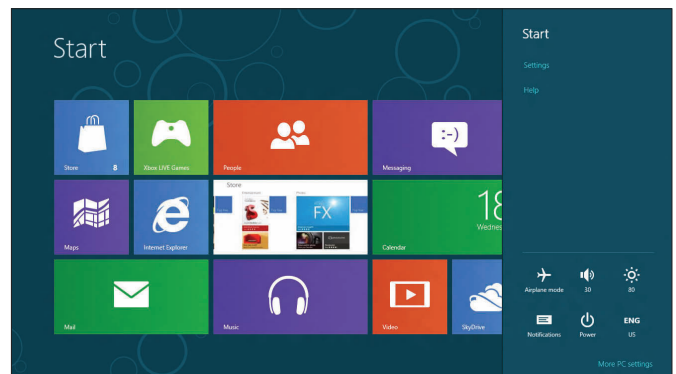 Start
Store 8
Xbox LIVE Games
People
:-)
Messaging
Maps
Internet Explorer
Store
FX
18
Wednes
Calendar
Mail
Music
Video
SkyDrive
Start
Settings
Help
Airplane mode
30
80
Notifications
Power
ENG
US
More PC settings